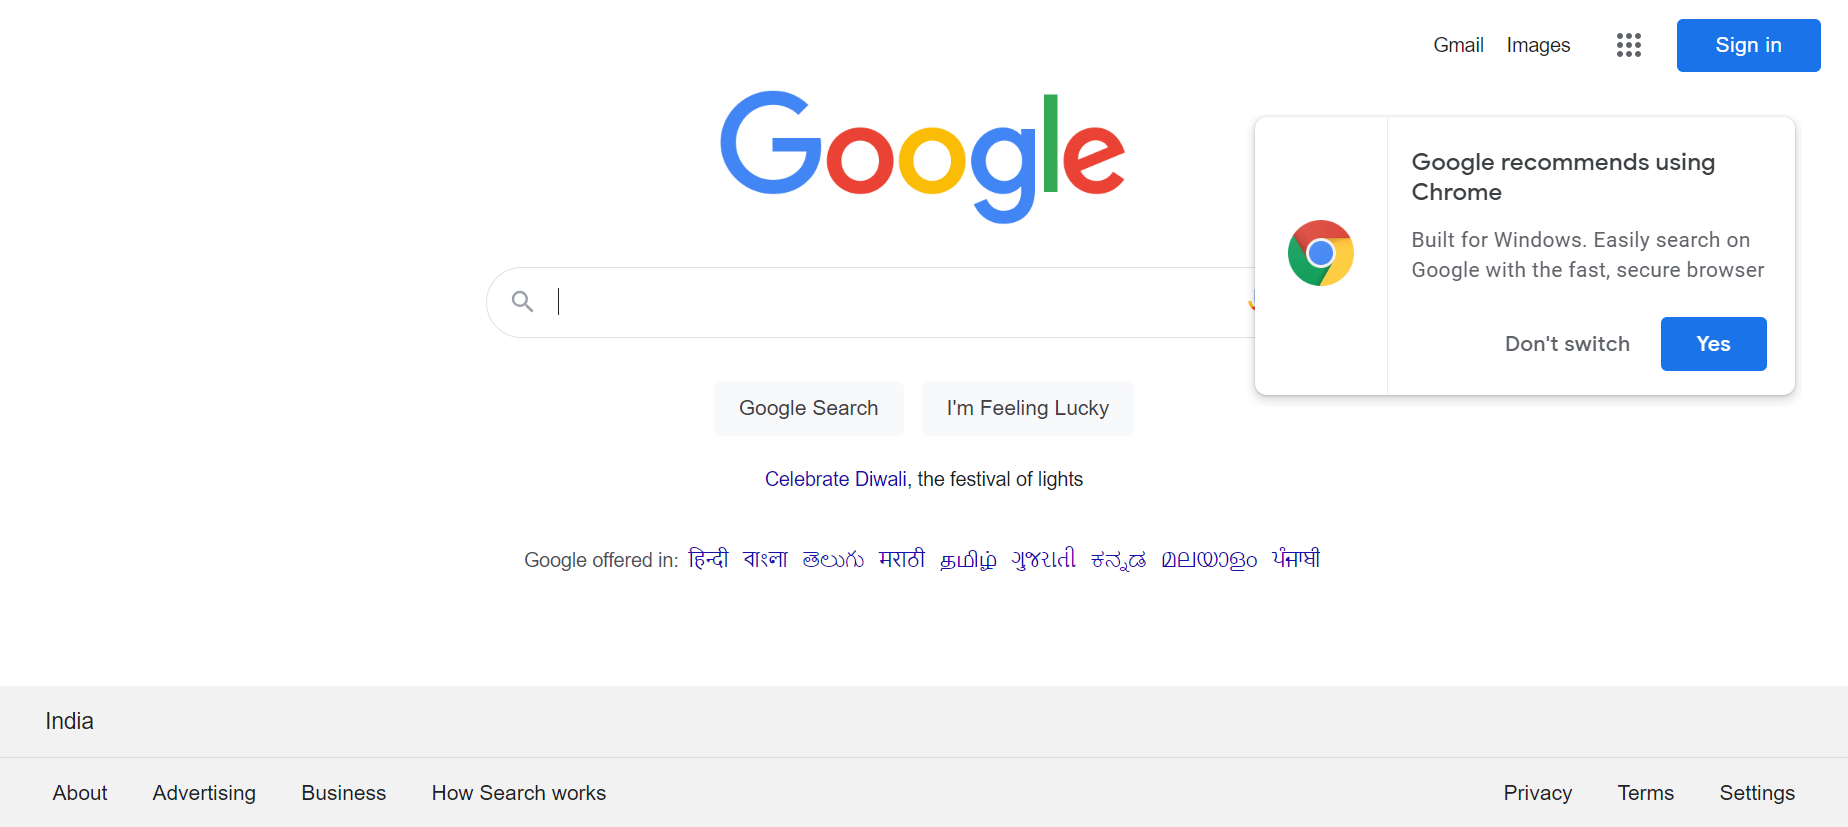 Gmail Images Sign in
Google
Google recommends using
Chrome
Built for Windows. Easily search on
Google with the fast, secure browser
Don't switch Yes
Google Search I'm Feeling Lucky
Celebrate Diwali, the festival of lights
Google offered in: हिन्दी বাংলা తెలుగు मराठी தமிழ் ગુજરાતી ಕನ್ನಡ മലയാളം ਪੰਜਾਬੀ
India
About Advertising Business How Search works Privacy Terms Settings